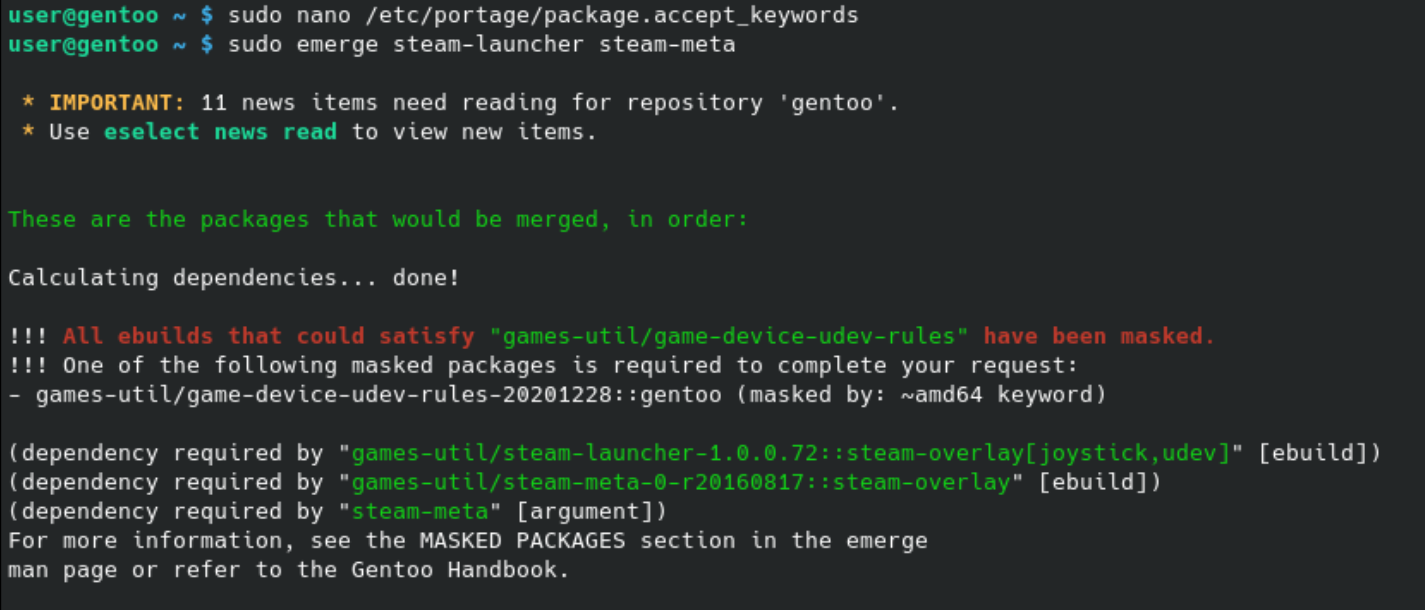 user@gentoo ~ $ sudo nano /etc/portage/package.accept_keywords
user@gentoo ~ $ sudo emerge steam-launcher steam-meta
* IMPORTANT: 11 news items need reading for repository 'gentoo'.
* Use eselect news read to view new items.
These are the packages that would be merged, in order:
Calculating dependencies... done!
!!! All ebuilds that could satisfy "games-util/game-device-udev-rules" have been masked.
!!! One of the following masked packages is required to complete your request:
- games-util/game-device-udev-rules-20201228::gentoo (masked by: ~amd64 keyword)
(dependency required by "games-util/steam-launcher-1.0.0.72::steam-overlay[joystick,udev]" [ebuild])
(dependency required by "games-util/steam-meta-0-r20160817::steam-overlay" [ebuild])
(dependency required by "steam-meta" [argument])
For more information, see the MASKED PACKAGES section in the emerge
man page or refer to the Gentoo Handbook.